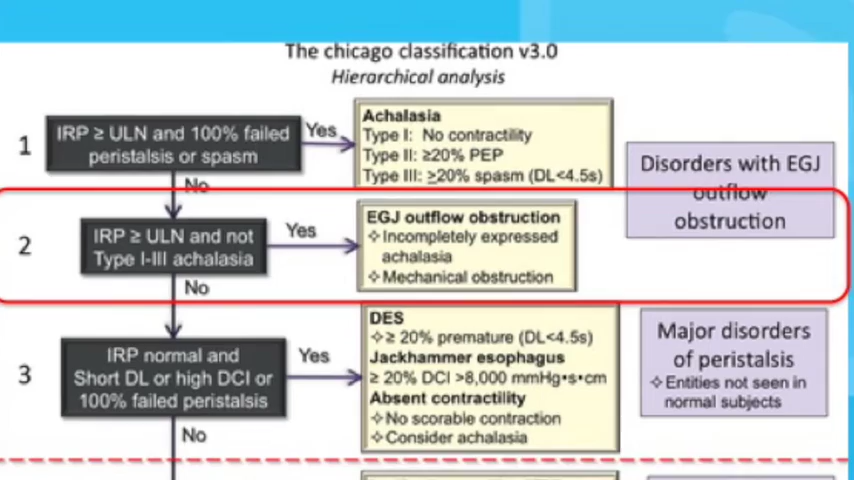 The chicago classification v3.0
Hierarchical analysis
1
IRP ≥ ULN and 100% failed
peristalsis or spasm
Yes
Achalasia
Type I: No contractility
Type II: ≥20% PEP
Type III: ≥20% spasm (DL<4.5s)
Disorders with EGJ
outflow
obstruction
No
2
IRP ≥ ULN and not
Type I-III achalasia
Yes
EGJ outflow obstruction
✧Incompletely expressed
achalasia
✧Mechanical obstruction
No
3
IRP normal and
Short DL or high DCI or
100% failed peristalsis
Yes
DES
✧≥ 20% premature (DL<4.5s)
Jackhammer esophagus
≥ 20% DCI >8,000 mmHg•s•cm
Absent contractility
✧No scorable contraction
✧Consider achalasia
Major disorders
of peristalsis
✧Entities not seen in
normal subjects
No